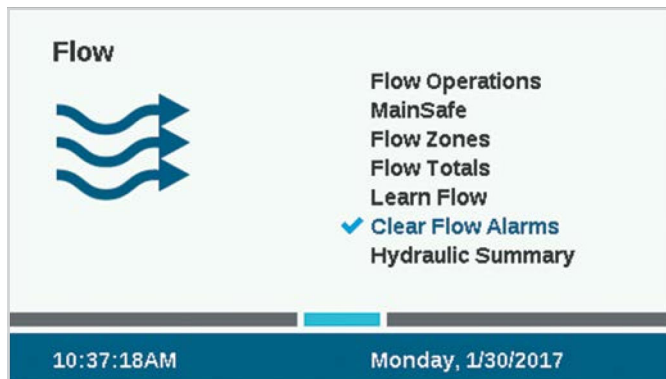 Flow
Flow Operations
MainSafe
Flow Zones
Flow Totals
Learn Flow
Clear Flow Alarms
Hydraulic Summary
10:37:18AM
Monday, 1/30/2017